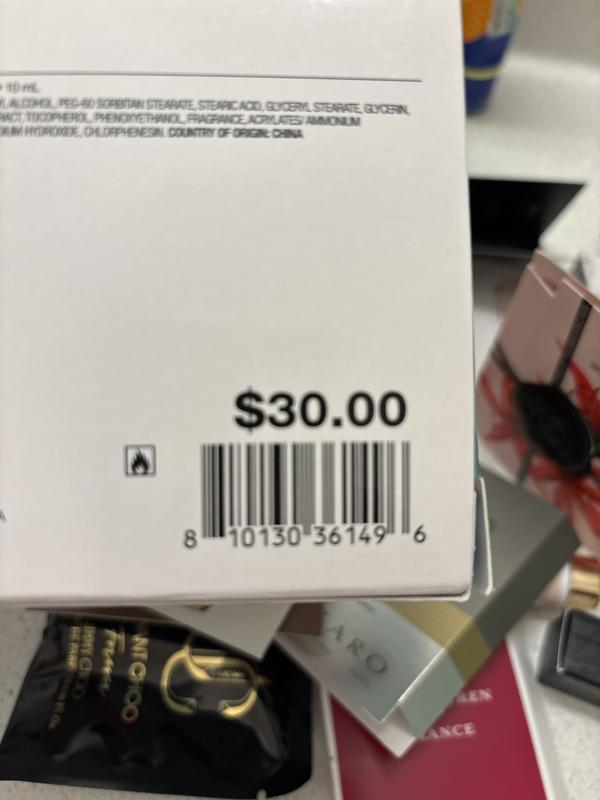 10 mL
ALCOHOL, PEG-60 SORBITAN STEARATE, STEARIC ACID, GLYCERYL STEARATE, GLYCERIN,
TOCOPHEROL, PHENOXYETHANOL, FRAGRANCE, ACRYLATES/ AMMONIUM
HYDROXIDE, CHLORPHENESIN. COUNTRY OF ORIGIN: CHINA
$30.00
8 10130 36149 6
ARO